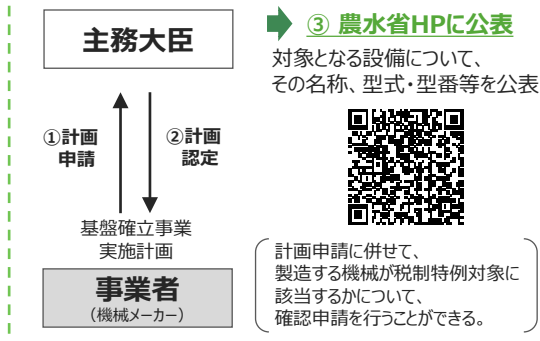 主務大臣
①計画
申請
②計画
認定
基盤確立事業
実施計画
事業者
（機械メーカー）
③ 農水省HPに公表
対象となる設備について、
その名称、型式・型番等を公表
計画申請に併せて、
製造する機械が税制特例対象に
該当するかについて、
確認申請を行うことができる。